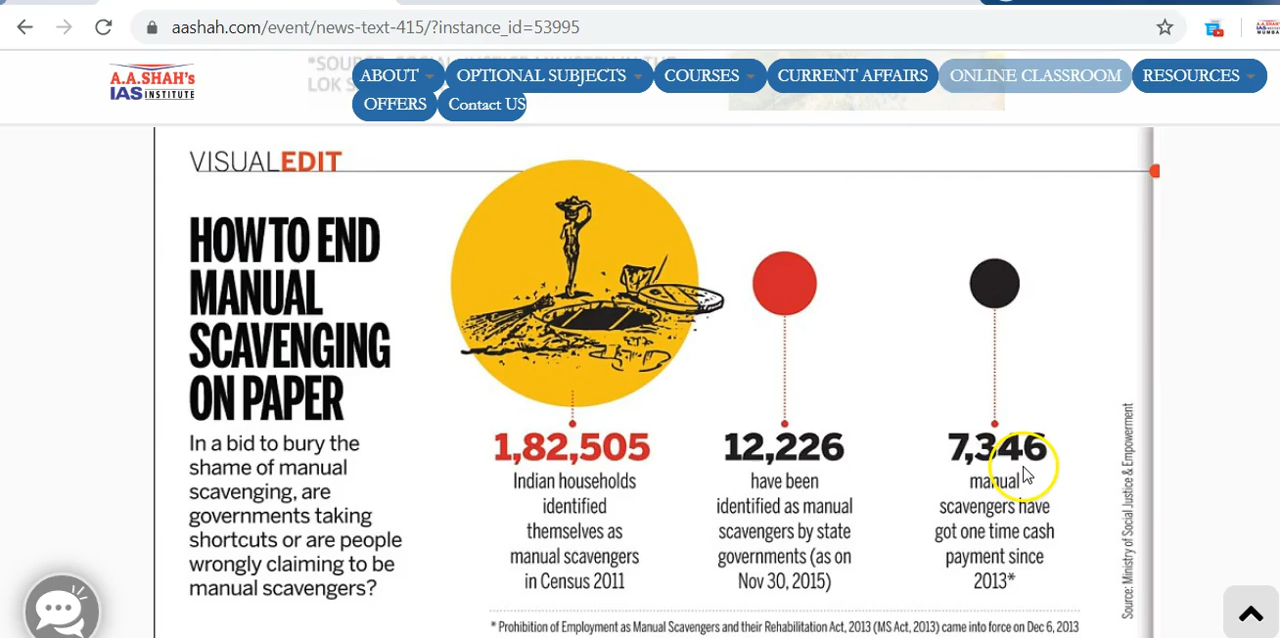 aashah.com/event/news-text-415/?instance_id=53995
A.A.SHAH's
IAS INSTITUTE
LOK S
ABOUT
OPTIONAL SUBJECTS
COURSES
CURRENT AFFAIRS
ONLINE CLASSROOM
RESOURCES
OFFERS
Contact US
VISUALEDIT
HOW TO END
MANUAL
SCAVENGING
ON PAPER
In a bid to bury the
shame of manual
scavenging, are
governments taking
shortcuts or are people
wrongly claiming to be
manual scavengers?
1,82,505
Indian households
identified
themselves as
manual scavengers
in Census 2011
12,226
have been
identified as manual
scavengers by state
governments (as on
Nov 30, 2015)
7,346
manual
scavengers have
got one time cash
payment since
2013*
Source: Ministry of Social Justice & Empowerment
* Prohibition of Employment as Manual Scavengers and their Rehabilitation Act, 2013 (MS Act, 2013) came into force on Dec 6, 2013